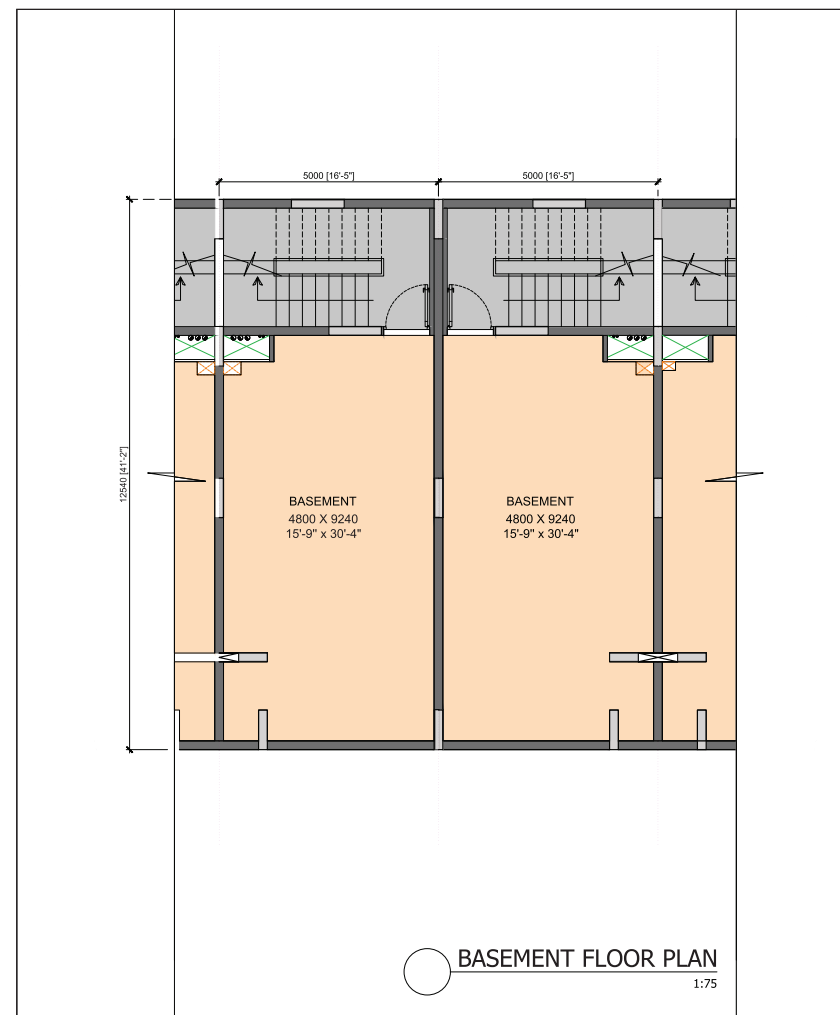 5000 [16'-5"]
5000 [16'-5"]
12540 [41'-2"]
BASEMENT
4800 X 9240
15'-9" x 30'-4"
BASEMENT
4800 X 9240
15'-9" x 30'-4"
BASEMENT FLOOR PLAN
1:75